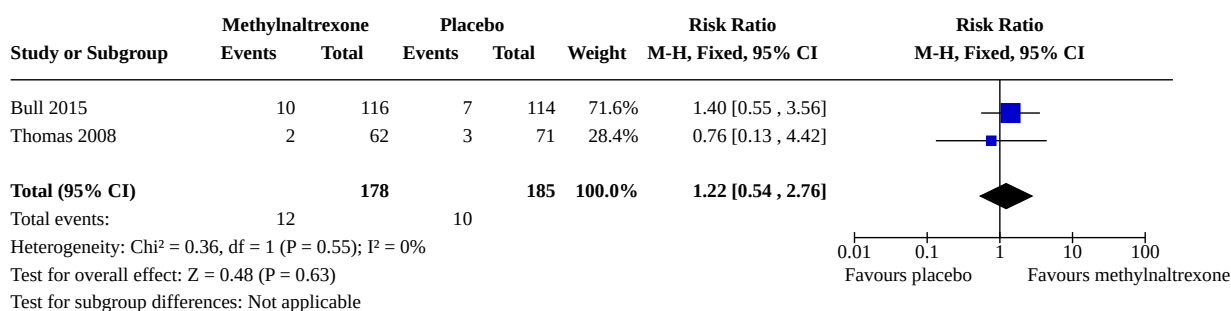 Methylnaltrexone Placebo Risk Ratio Risk Ratio
Study or Subgroup Events Total Events Total Weight M-H, Fixed, 95% CI M-H, Fixed, 95% CI
Bull 2015 10 116 7 114 71.6% 1.40 [0.55 , 3.56]
Thomas 2008 2 62 3 71 28.4% 0.76 [0.13 , 4.42]
Total (95% CI) 178 185 100.0% 1.22 [0.54 , 2.76]
Total events: 12 10
Heterogeneity: Chi² = 0.36, df = 1 (P = 0.55); I² = 0%
0.01 0.1 1 10 100
Test for overall effect: Z = 0.48 (P = 0.63)
Favours placebo Favours methylnaltrexone
Test for subgroup differences: Not applicable